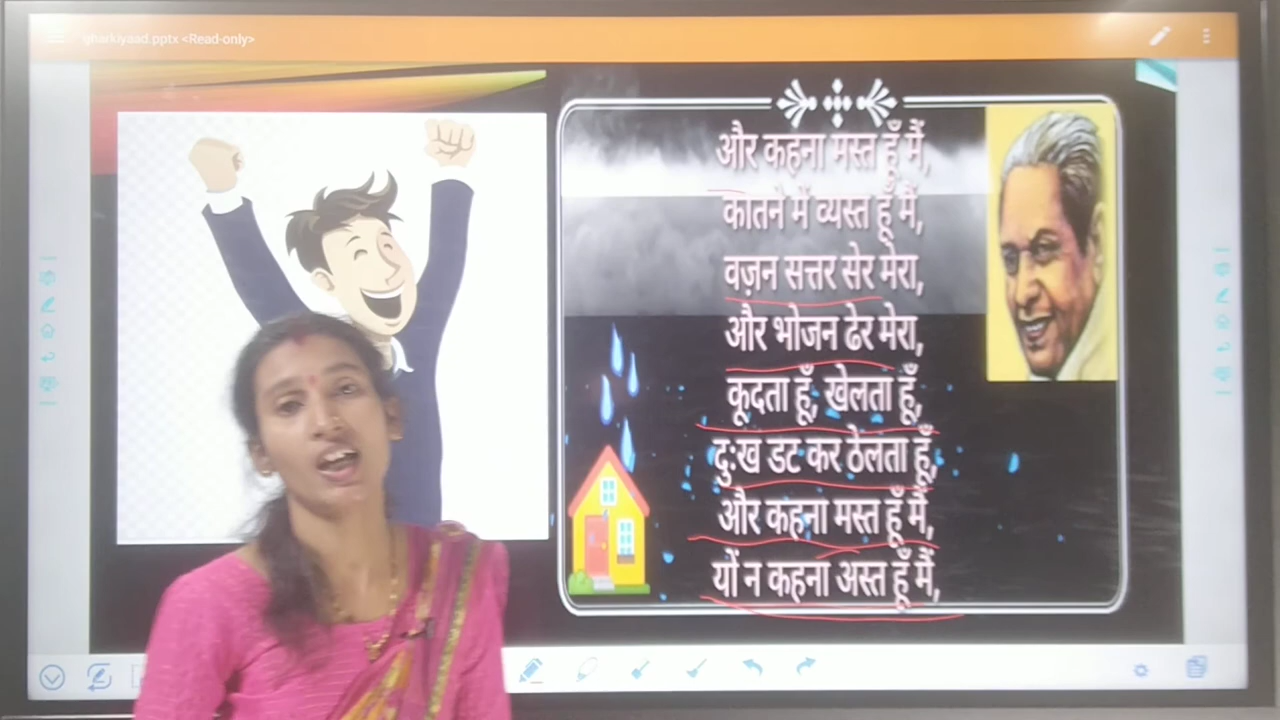 gharkiyaad.pptx <Read-only>
और कहना मस्त हूँ मैं,
कातने में व्यस्त हूँ मैं,
वज़न सत्तर सेर मेरा,
और भोजन ढेर मेरा,
कूदता हूँ, खेलता हूँ,
दुःख डट कर ठेलता हूँ,
और कहना मस्त हूँ मैं,
यों न कहना अस्त हूँ मैं,